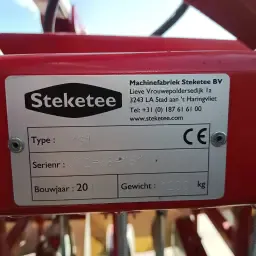 Machinefabriek Steketee BV
Lieve Vrouwepoldersedijk 1a
3243 LA Stad aan 't Haringvliet
Tel: +31 (0) 187 61 61 00
www.steketee.com
Steketee
Type :
CE
Serienr :
Bouwjaar : 20
Gewicht : kg